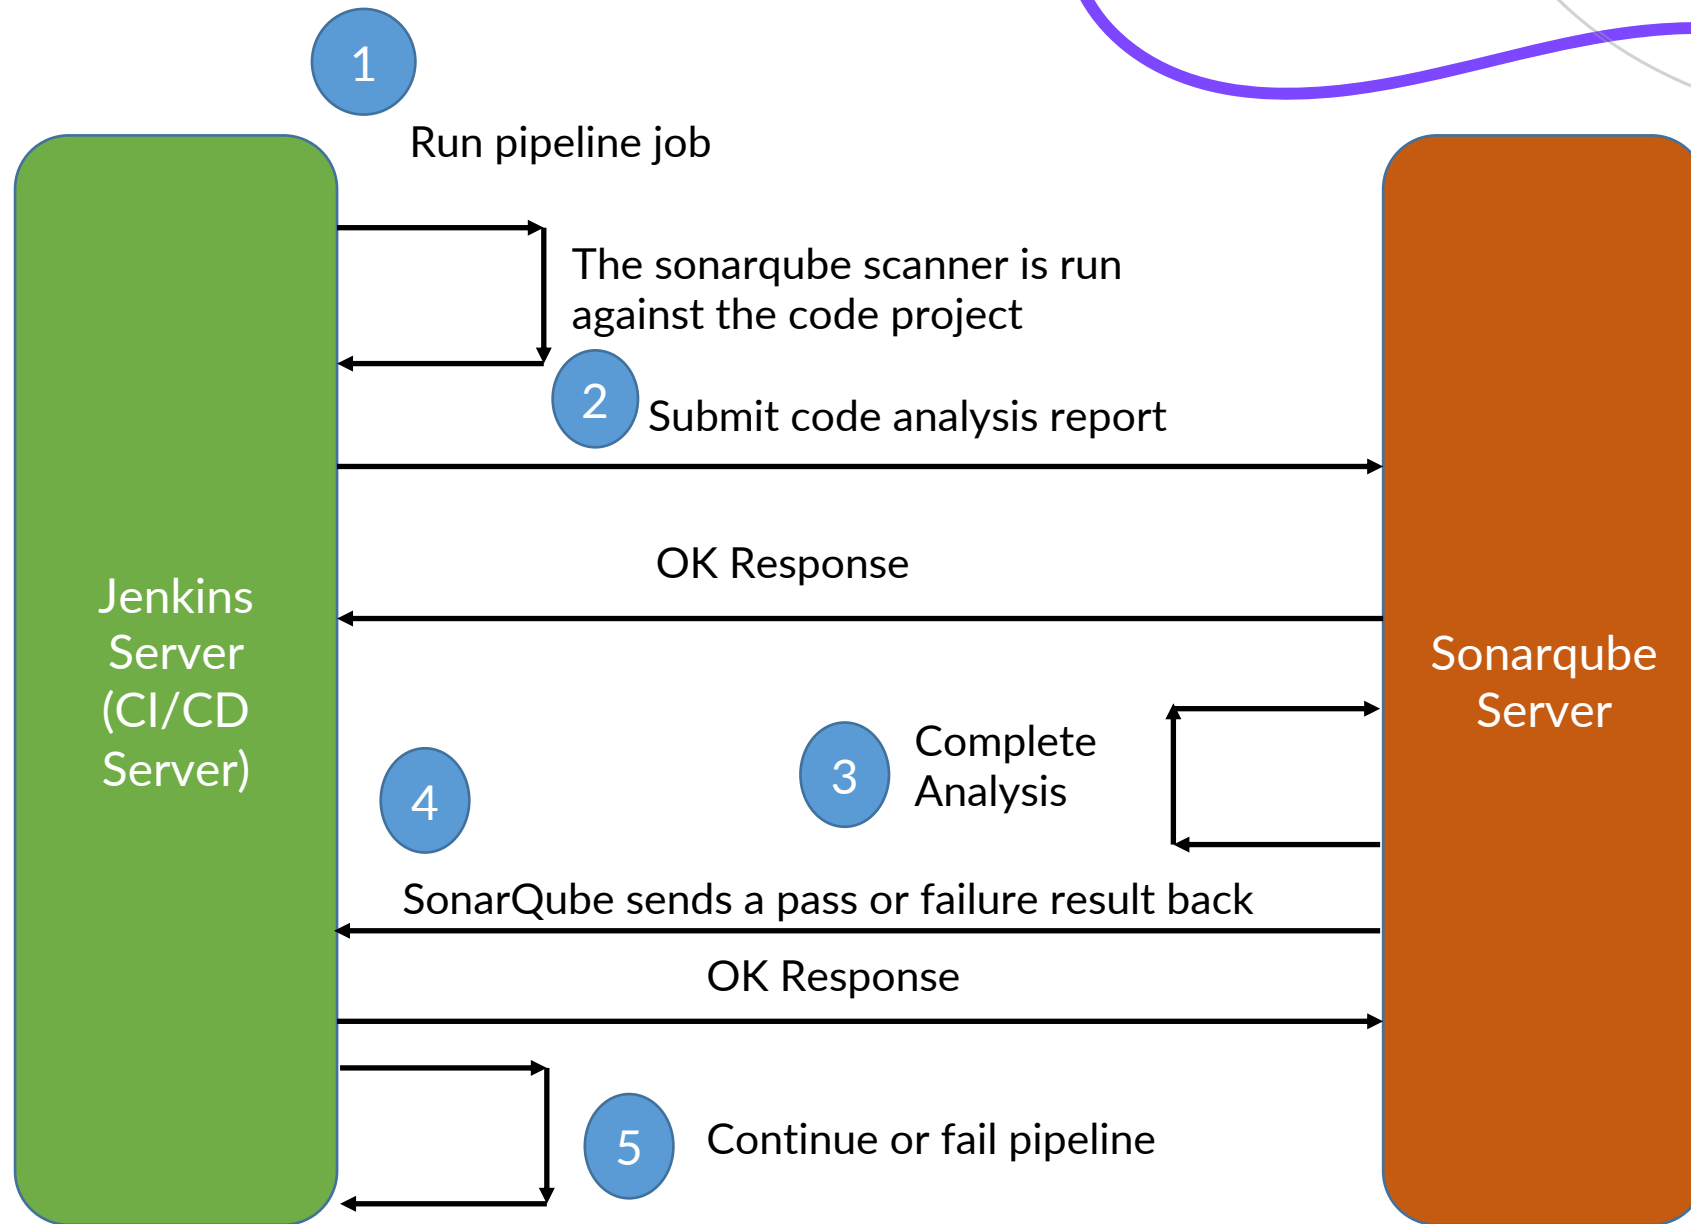 1
Run pipeline job
The sonarqube scanner is run
against the code project
2
Submit code analysis report
OK Response
Jenkins
Server
(CI/CD
Server)
Sonarqube
Server
3
Complete
Analysis
4
SonarQube sends a pass or failure result back
OK Response
5
Continue or fail pipeline